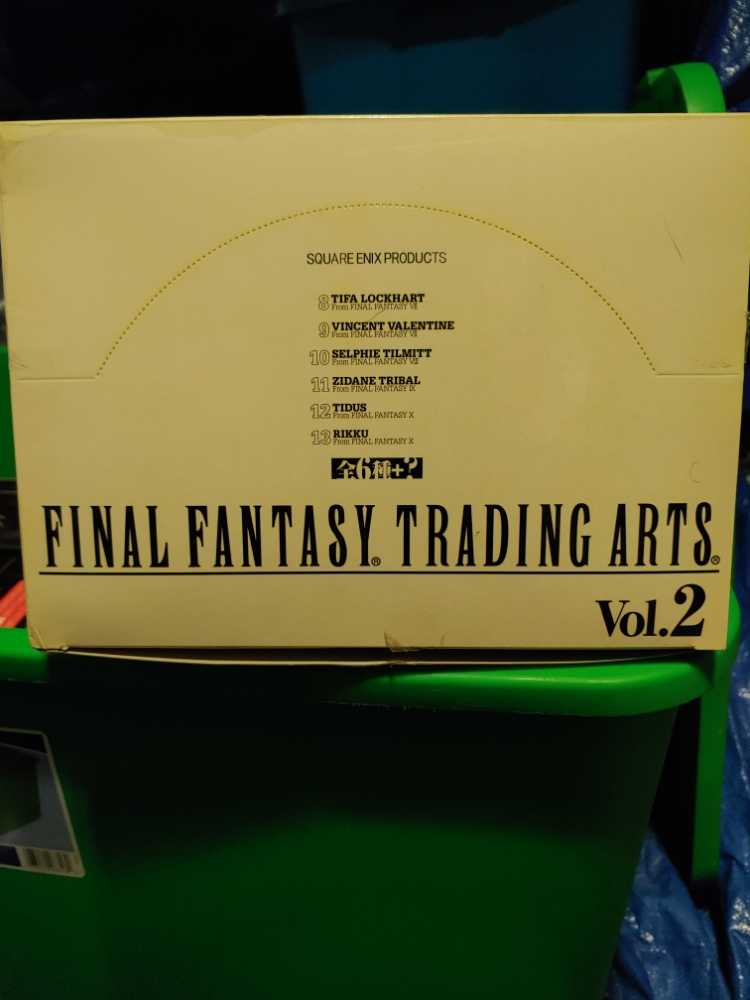 SQUARE ENIX PRODUCTS
8 TIFA LOCKHART
From FINAL FANTASY VII
9 VINCENT VALENTINE
From FINAL FANTASY VII
10 SELPHIE TILMITT
From FINAL FANTASY VIII
11 ZIDANE TRIBAL
From FINAL FANTASY IX
12 TIDUS
From FINAL FANTASY X
13 RIKKU
From FINAL FANTASY X
全6種+?
FINAL FANTASY® TRADING ARTS®
Vol.2